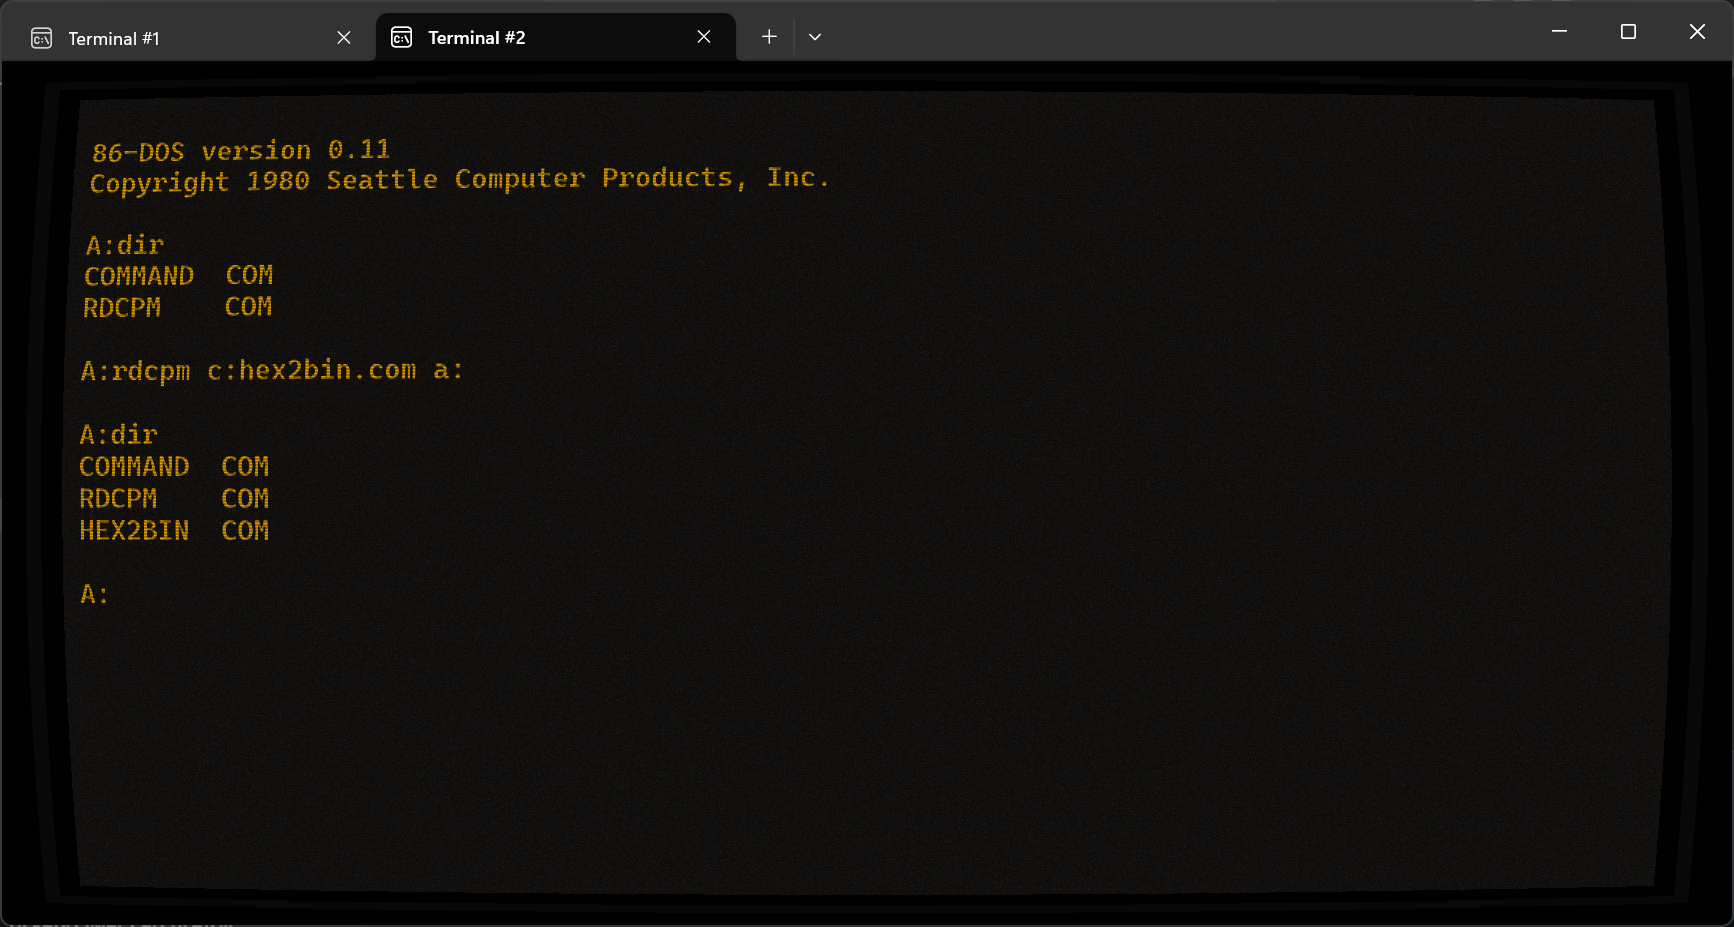 Terminal #1
Terminal #2
86-DOS version 0.11
Copyright 1980 Seattle Computer Products, Inc.
A:dir
COMMAND  COM
RDCPM    COM
A:rdcpm c:hex2bin.com a:
A:dir
COMMAND  COM
RDCPM    COM
HEX2BIN  COM
A: